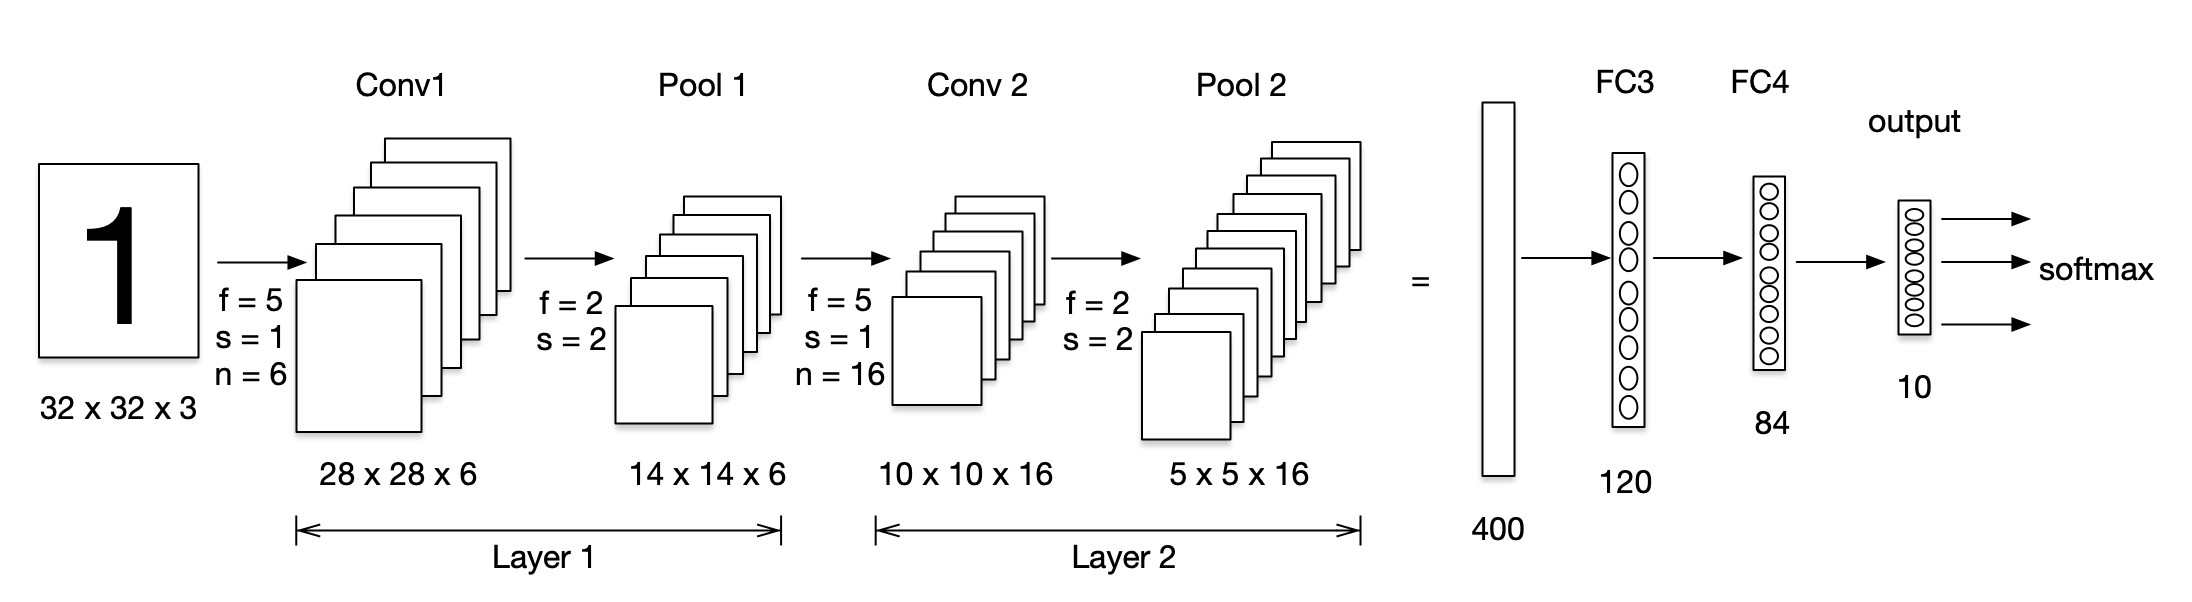 Conv1
Pool 1
Conv 2
Pool 2
FC3
FC4
output
1
f = 5
s = 1
n = 6
f = 2
s = 2
f = 5
s = 1
n = 16
f = 2
s = 2
=
softmax
32 x 32 x 3
28 x 28 x 6
14 x 14 x 6
10 x 10 x 16
5 x 5 x 16
400
120
84
10
Layer 1
Layer 2